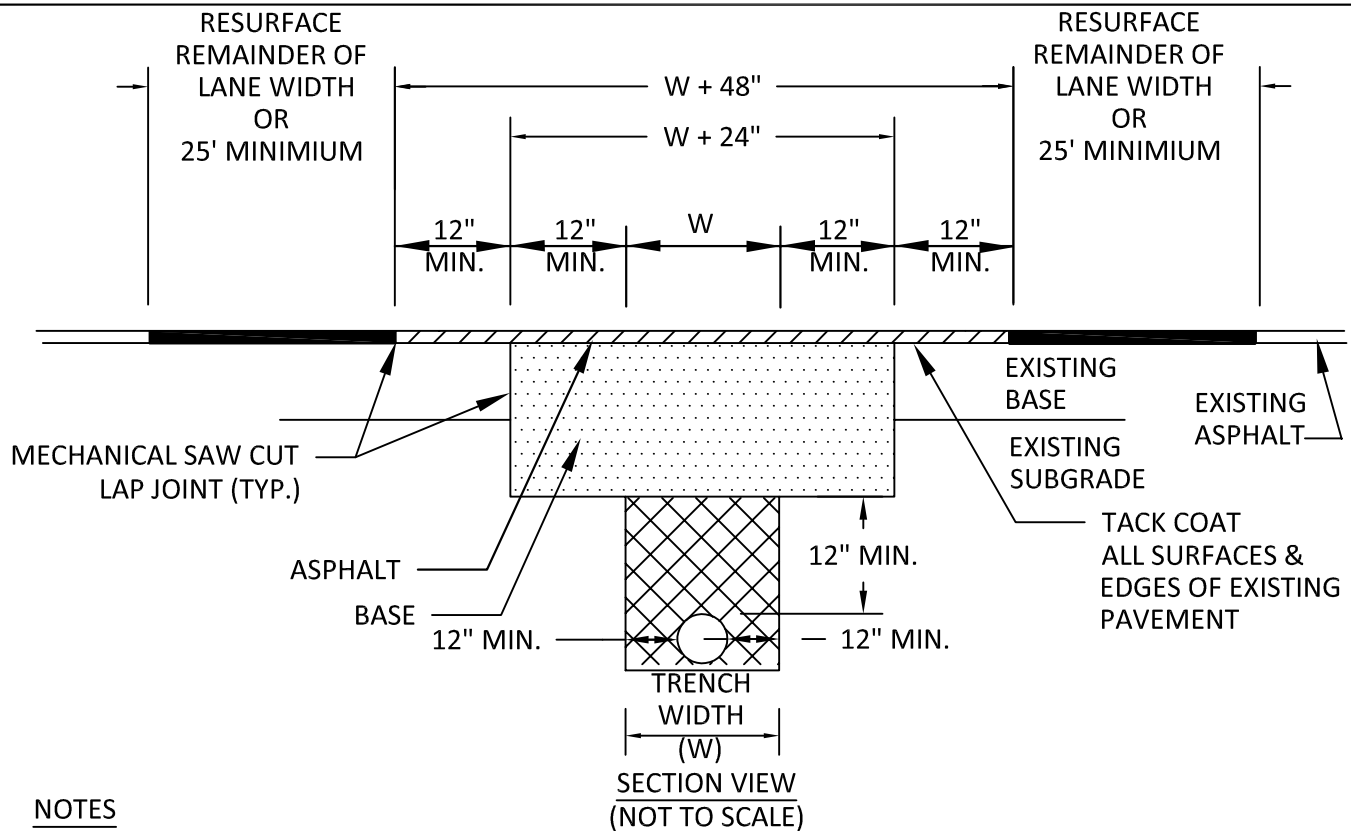 RESURFACE
REMAINDER OF
LANE WIDTH
OR
25' MINIMIUM
RESURFACE
REMAINDER OF
LANE WIDTH
OR
25' MINIMIUM
W + 48"
W + 24"
12"
MIN.
12"
MIN.
W
12"
MIN.
12"
MIN.
EXISTING
BASE
EXISTING
ASPHALT
MECHANICAL SAW CUT
LAP JOINT (TYP.)
EXISTING
SUBGRADE
TACK COAT
ALL SURFACES &
EDGES OF EXISTING
PAVEMENT
12" MIN.
ASPHALT
BASE
12" MIN.
12" MIN.
TRENCH
WIDTH
(W)
SECTION VIEW
(NOT TO SCALE)
NOTES